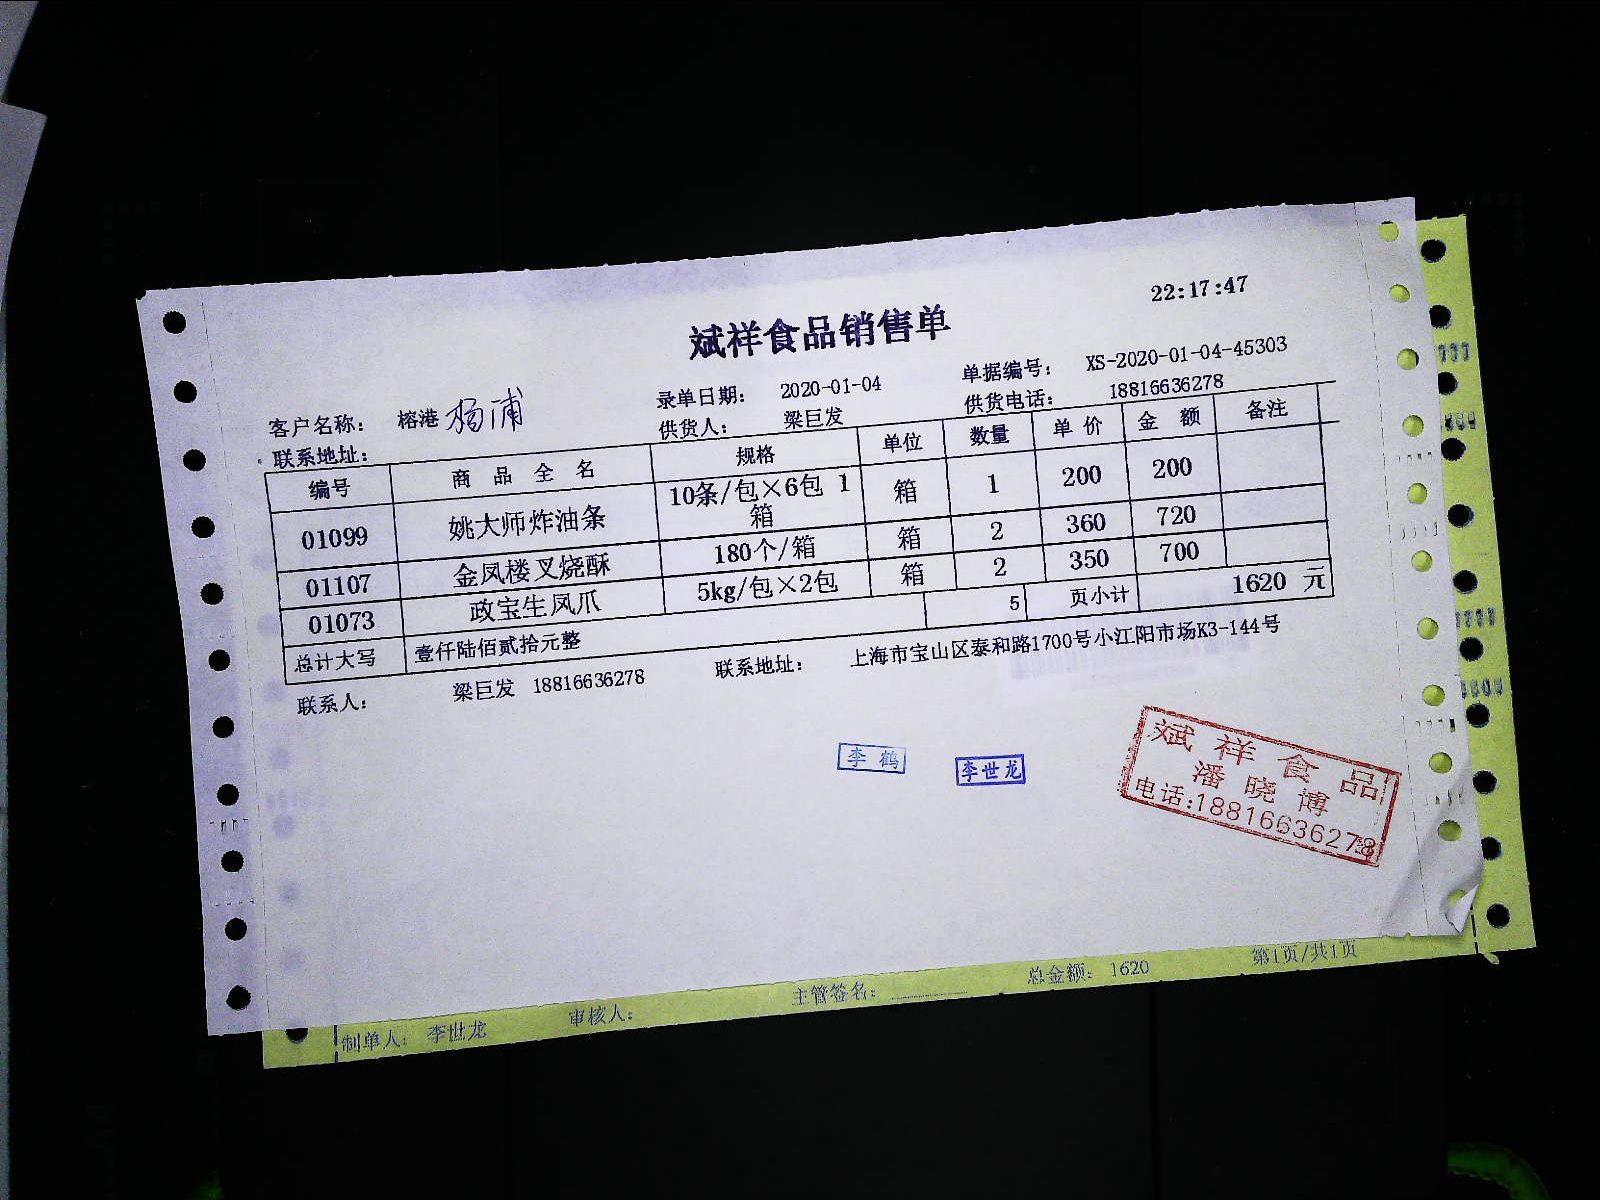 22:17:47
斌祥食品销售单
客户名称: 榕港 杨浦 录单日期: 2020-01-04 单据编号: XS-2020-01-04-45303
联系地址: 供货人: 梁巨发 供货电话: 18816636278
编号 商品全名 规格 单位 数量 单价 金额 备注
01099 姚大师炸油条 10条/包×6包 1箱 箱 1 200 200
01107 金凤楼叉烧酥 180个/箱 箱 2 360 720
01073 政宝生凤爪 5kg/包×2包 箱 2 350 700
总计大写 壹仟陆佰贰拾元整 5 页小计 1620 元
联系人: 梁巨发 18816636278 联系地址: 上海市宝山区泰和路1700号小江阳市场K3-144号
李鹤 李世龙
斌祥食品
潘晓博
电话:18816636278
制单人: 李世龙 审核人: 主管签名: 总金额: 1620 第1页/共1页